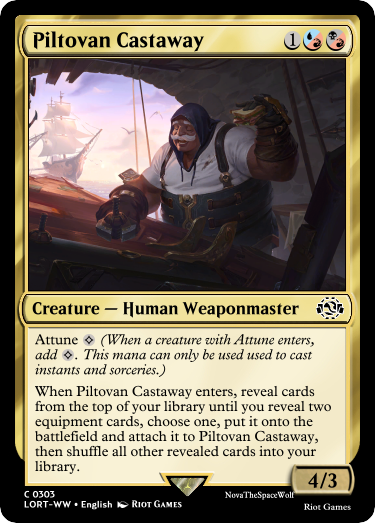 Piltovan Castaway 1
Creature — Human Weaponmaster
Attune (When a creature with Attune enters,
add . This mana can only be used used to cast
instants and sorceries.)
When Piltovan Castaway enters, reveal cards
from the top of your library until you reveal two
equipment cards, choose one, put it onto the
battlefield and attach it to Piltovan Castaway,
then shuffle all other revealed cards into your
library.
4/3
C 0303
LORT-WW • English Riot Games
NovaTheSpaceWolf
Riot Games